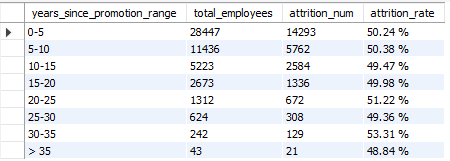 years_since_promotion_range total_employees attrition_num attrition_rate
0-5 28447 14293 50.24 %
5-10 11436 5762 50.38 %
10-15 5223 2584 49.47 %
15-20 2673 1336 49.98 %
20-25 1312 672 51.22 %
25-30 624 308 49.36 %
30-35 242 129 53.31 %
> 35 43 21 48.84 %